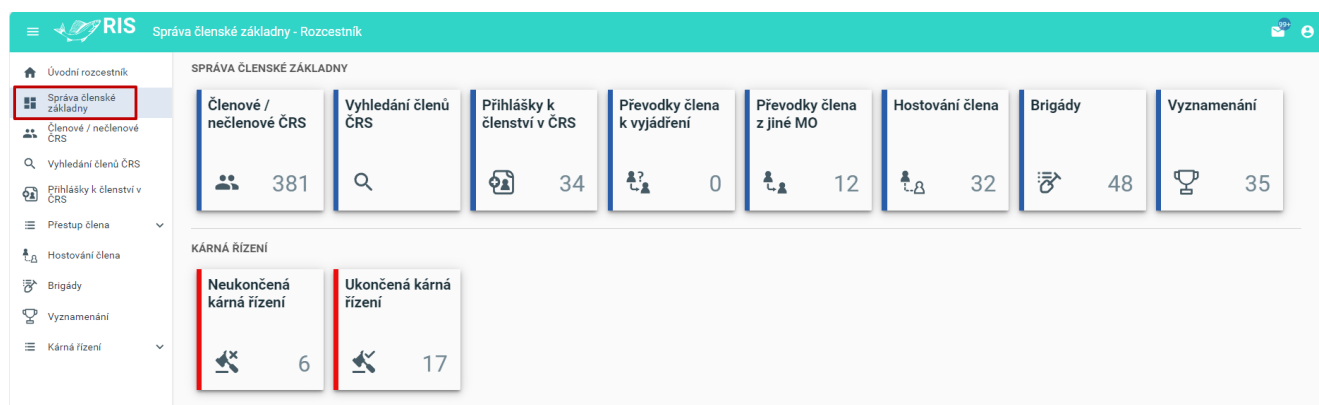 RIS
Správa členské základny - Rozcestník
99+
Úvodní rozcestník
Správa členské
základny
Členové / nečlenové
ČRS
Vyhledání členů ČRS
Přihlášky k členství v
ČRS
Přestup člena
Hostování člena
Brigády
Vyznamenání
Kárná řízení
SPRÁVA ČLENSKÉ ZÁKLADNY
Členové /
nečlenové ČRS
381
Vyhledání členů
ČRS
Přihlášky k
členství v ČRS
34
Převodky člena
k vyjádření
0
Převodky člena
z jiné MO
12
Hostování člena
32
Brigády
48
Vyznamenání
35
KÁRNÁ ŘÍZENÍ
Neukončená
kárná řízení
6
Ukončená kárná
řízení
17